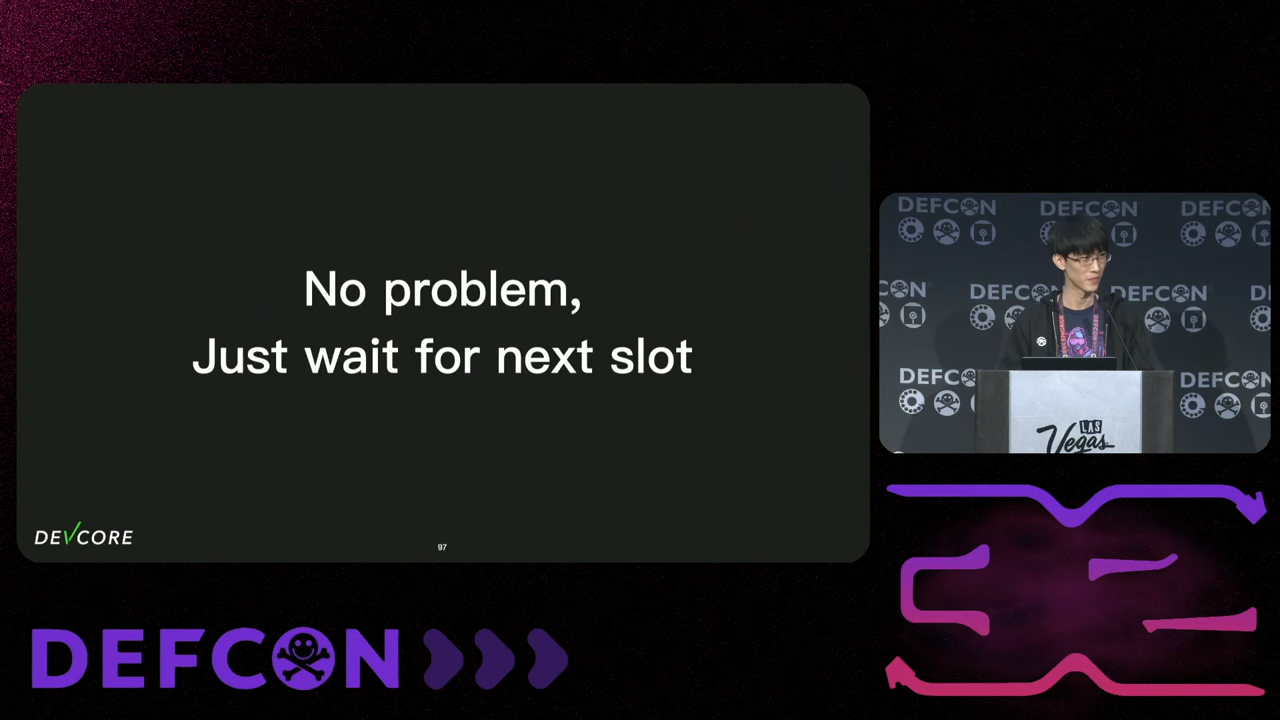 No problem,
Just wait for next slot
DEVCORE
97
DEFCON DEFCON DEFCON
DEFCON DEFCON
DEFCON DEFCON
LAS
Vegas
DEFCON